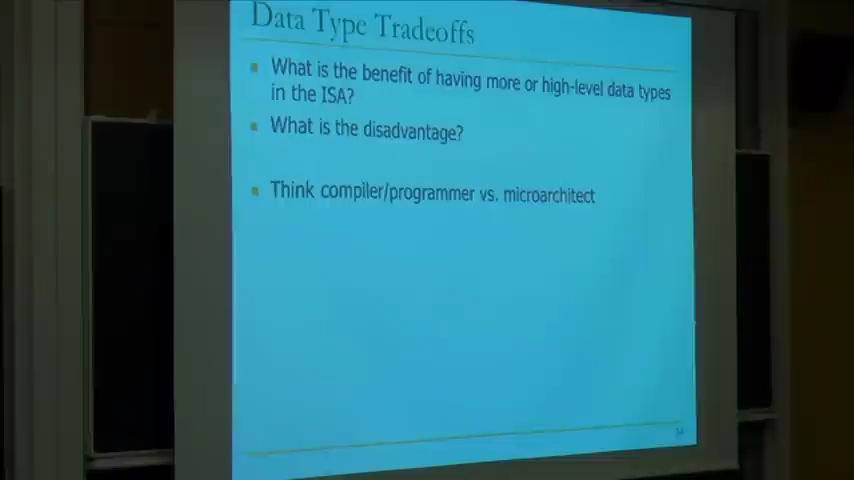 Data Type Tradeoffs
What is the benefit of having more or high-level data types
in the ISA?
What is the disadvantage?
Think compiler/programmer vs. microarchitect